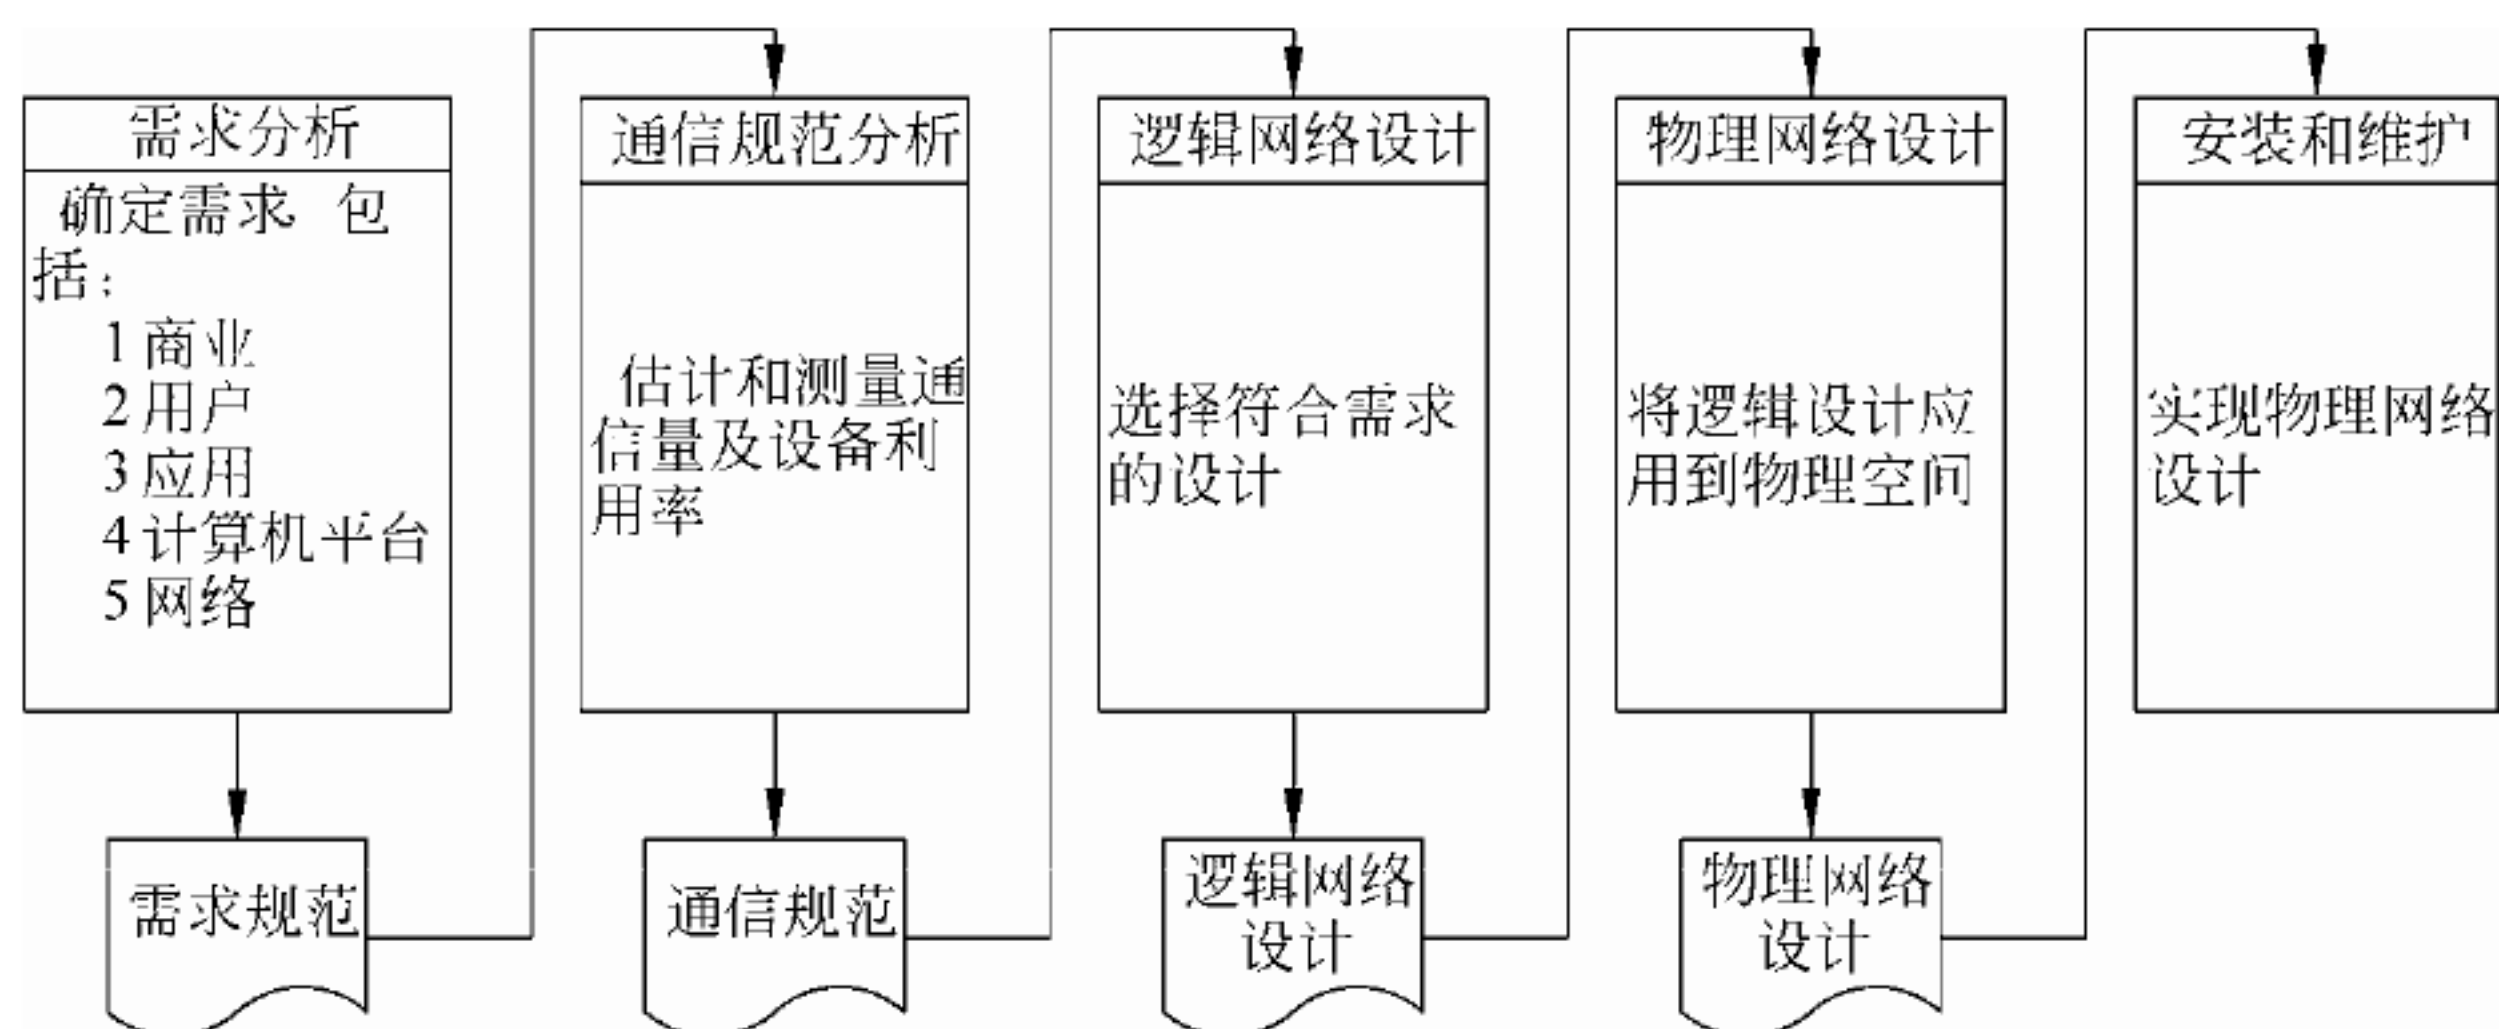 需求分析
确定需求 包
括：
1 商业
2 用户
3 应用
4 计算机平台
5 网络
需求规范
通信规范分析
估计和测量通
信量及设备利
用率
通信规范
逻辑网络设计
选择符合需求
的设计
逻辑网络
设计
物理网络设计
将逻辑设计应
用到物理空间
物理网络
设计
安装和维护
实现物理网络
设计